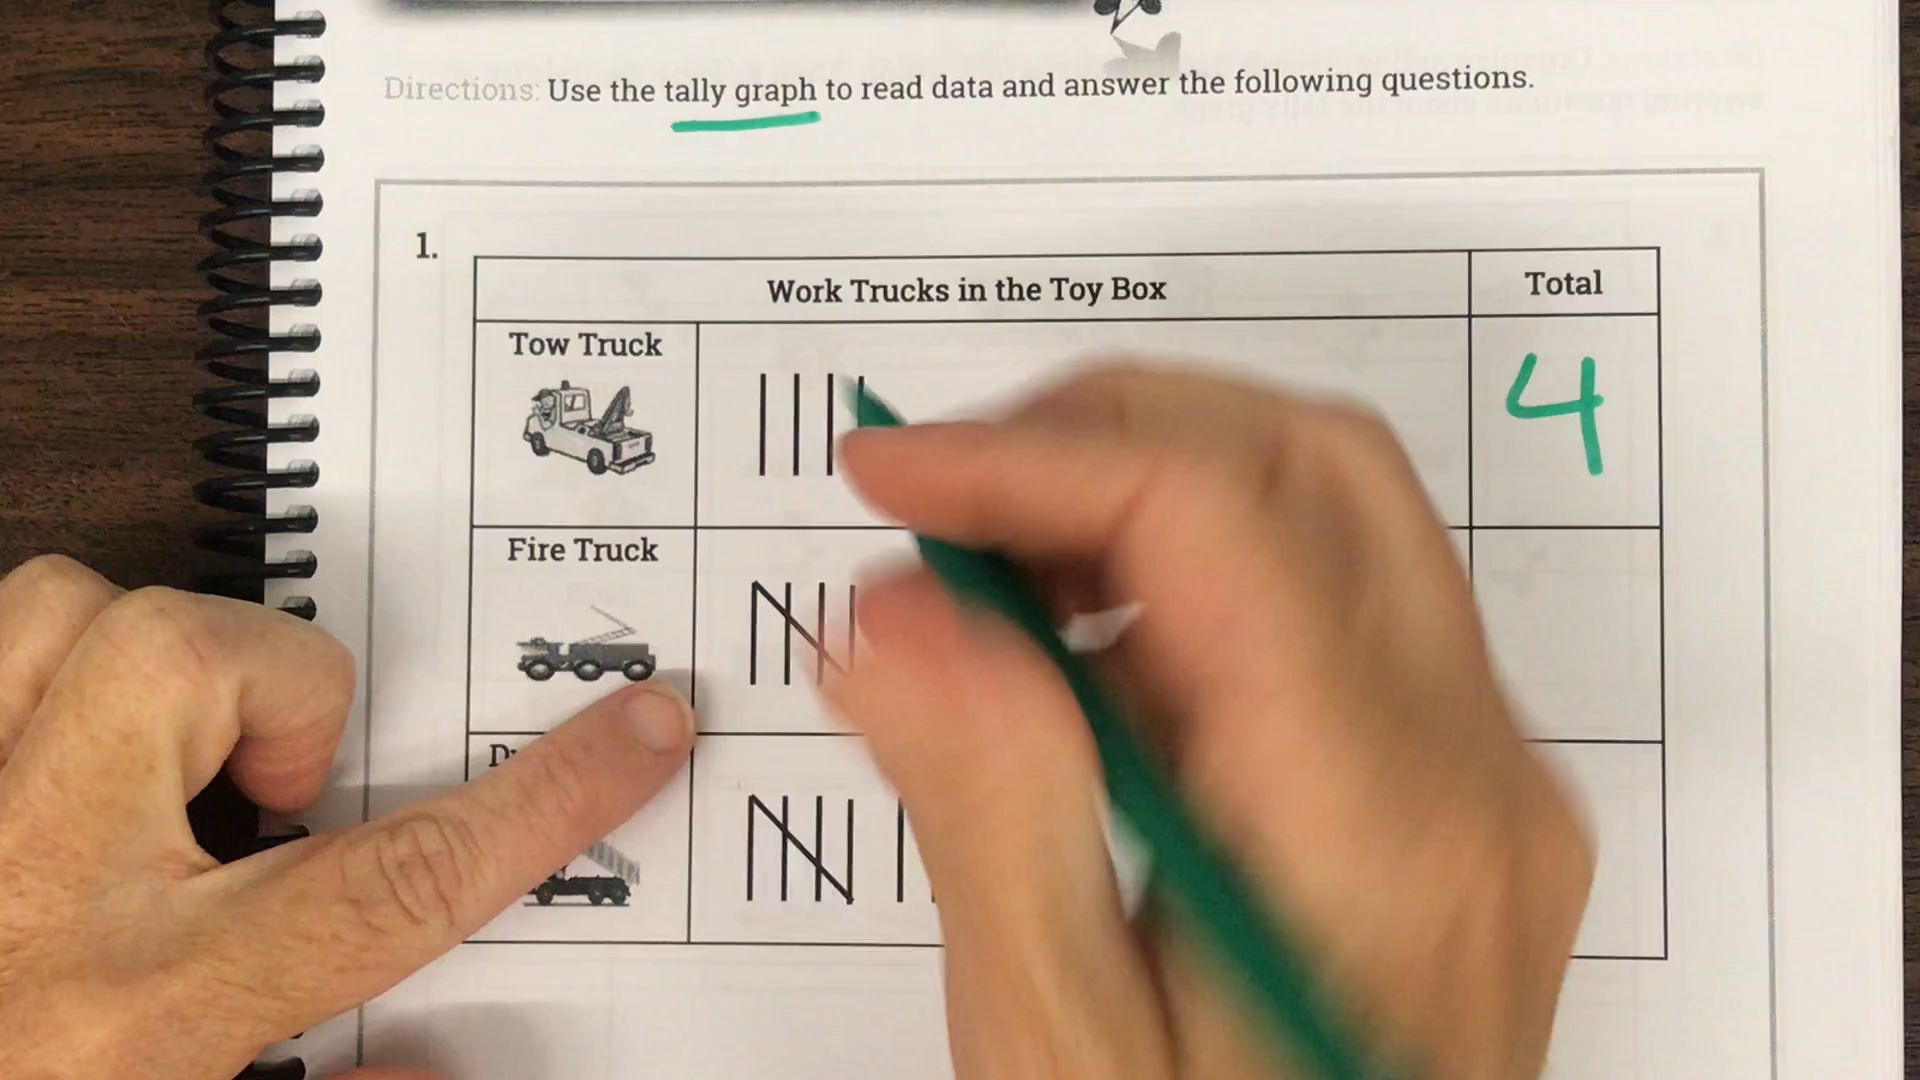 Directions: Use the tally graph to read data and answer the following questions.
1.
Work Trucks in the Toy Box
Total
Tow Truck
4
Fire Truck